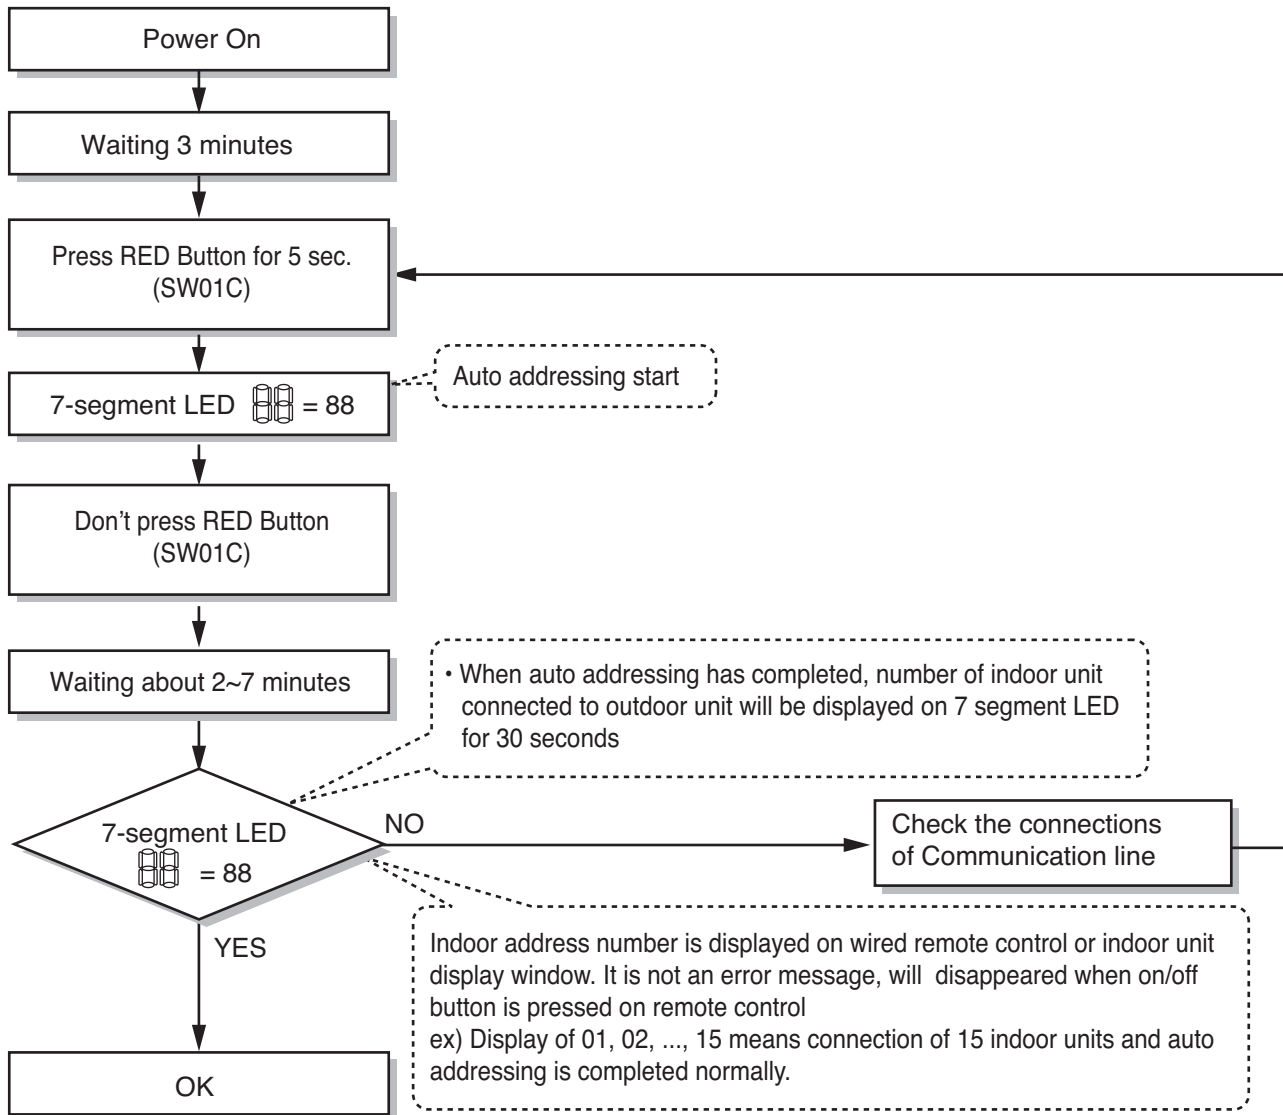 Power On
Waiting 3 minutes
Press RED Button for 5 sec.
(SW01C)
7-segment LED 88 = 88
Auto addressing start
Don't press RED Button
(SW01C)
Waiting about 2~7 minutes
• When auto addressing has completed, number of indoor unit
connected to outdoor unit will be displayed on 7 segment LED
for 30 seconds
7-segment LED
88 = 88
NO
Check the connections
of Communication line
YES
Indoor address number is displayed on wired remote control or indoor unit
display window. It is not an error message, will disappeared when on/off
button is pressed on remote control
ex) Display of 01, 02, ..., 15 means connection of 15 indoor units and auto
addressing is completed normally.
OK